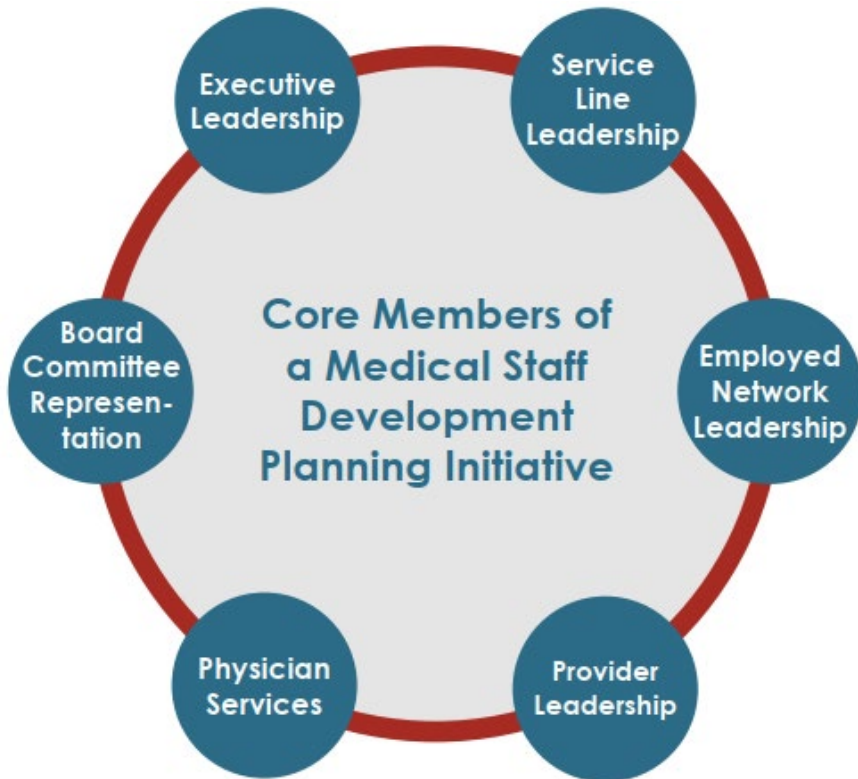 Executive
Leadership
Service
Line
Leadership
Board
Committee
Represen-
tation
Core Members of
a Medical Staff
Development
Planning Initiative
Employed
Network
Leadership
Physician
Services
Provider
Leadership